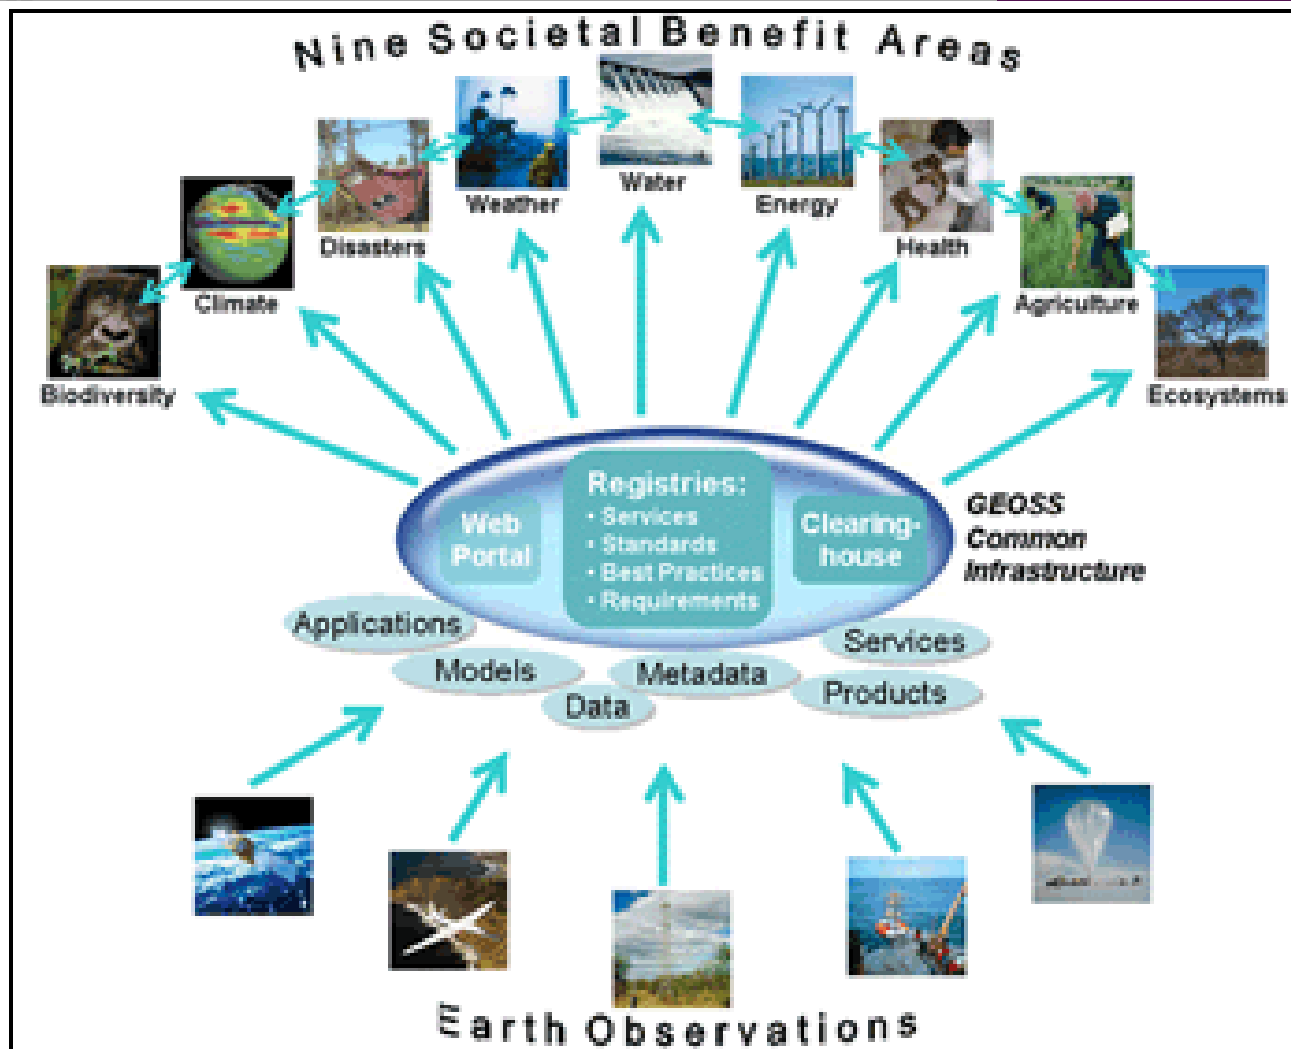 Nine Societal Benefit Areas
Water
Weather
Energy
Disasters
Health
Climate
Agriculture
Biodiversity
Ecosystems
Registries:
• Services
• Standards
• Best Practices
• Requirements
Web
Portal
Clearing-
house
GEOSS
Common
Infrastructure
Applications
Services
Models
Metadata
Products
Data
Earth Observations